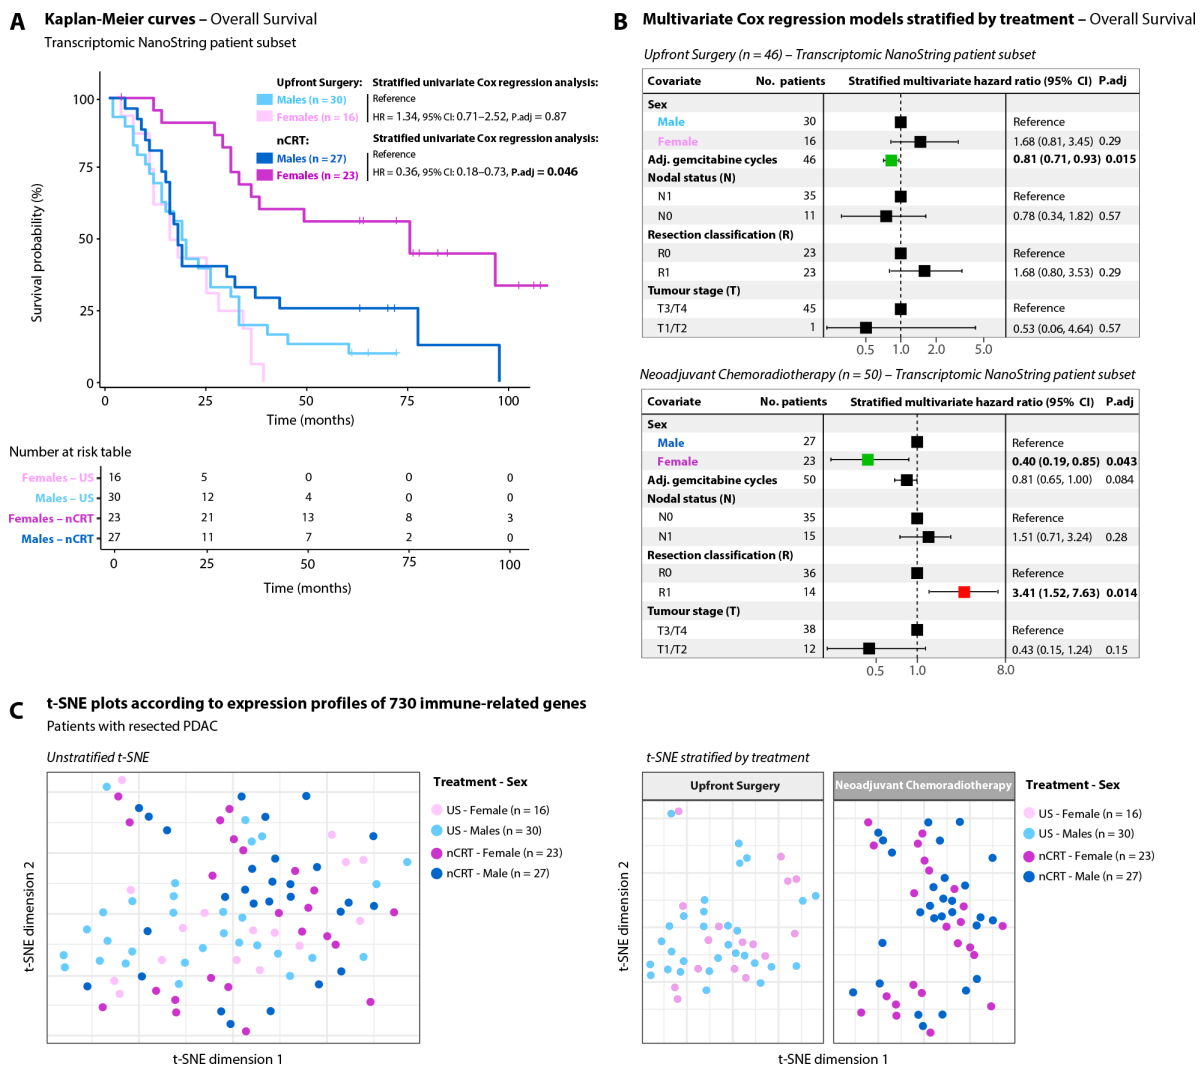 A Kaplan-Meier curves – Overall Survival
Transcriptomic NanoString patient subset
Upfront Surgery: Stratified univariate Cox regression analysis:
Males (n = 30) Reference
Females (n = 16) HR = 1.34, 95% CI: 0.71–2.52, P.adj = 0.87
nCRT: Stratified univariate Cox regression analysis:
Males (n = 27) Reference
Females (n = 23) HR = 0.36, 95% CI: 0.18–0.73, P.adj = 0.046
Survival probability (%)
100
75
50
25
0
0 25 50 75 100
Time (months)
Number at risk table
Females – US 16 5 0 0 0
Males – US 30 12 4 0 0
Females – nCRT 23 21 13 8 3
Males – nCRT 27 11 7 2 0
0 25 50 75 100
Time (months)
B Multivariate Cox regression models stratified by treatment – Overall Survival
Upfront Surgery (n = 46) – Transcriptomic NanoString patient subset
Covariate No. patients Stratified multivariate hazard ratio (95% CI) P.adj
Sex
Male 30 Reference
Female 16 1.68 (0.81, 3.45) 0.29
Adj. gemcitabine cycles 46 0.81 (0.71, 0.93) 0.015
Nodal status (N)
N1 35 Reference
N0 11 0.78 (0.34, 1.82) 0.57
Resection classification (R)
R0 23 Reference
R1 23 1.68 (0.80, 3.53) 0.29
Tumour stage (T)
T3/T4 45 Reference
T1/T2 1 0.53 (0.06, 4.64) 0.57
0.5 1.0 2.0 5.0
Neoadjuvant Chemoradiotherapy (n = 50) – Transcriptomic NanoString patient subset
Covariate No. patients Stratified multivariate hazard ratio (95% CI) P.adj
Sex
Male 27 Reference
Female 23 0.40 (0.19, 0.85) 0.043
Adj. gemcitabine cycles 50 0.81 (0.65, 1.00) 0.084
Nodal status (N)
N0 35 Reference
N1 15 1.51 (0.71, 3.24) 0.28
Resection classification (R)
R0 36 Reference
R1 14 3.41 (1.52, 7.63) 0.014
Tumour stage (T)
T3/T4 38 Reference
T1/T2 12 0.43 (0.15, 1.24) 0.15
0.5 1.0 8.0
C t-SNE plots according to expression profiles of 730 immune-related genes
Patients with resected PDAC
Unstratified t-SNE
t-SNE dimension 2
t-SNE dimension 1
Treatment - Sex
US - Female (n = 16)
US - Males (n = 30)
nCRT - Female (n = 23)
nCRT - Male (n = 27)
t-SNE stratified by treatment
Upfront Surgery Neoadjuvant Chemoradiotherapy
t-SNE dimension 2
t-SNE dimension 1
Treatment - Sex
US - Female (n = 16)
US - Males (n = 30)
nCRT - Female (n = 23)
nCRT - Male (n = 27)